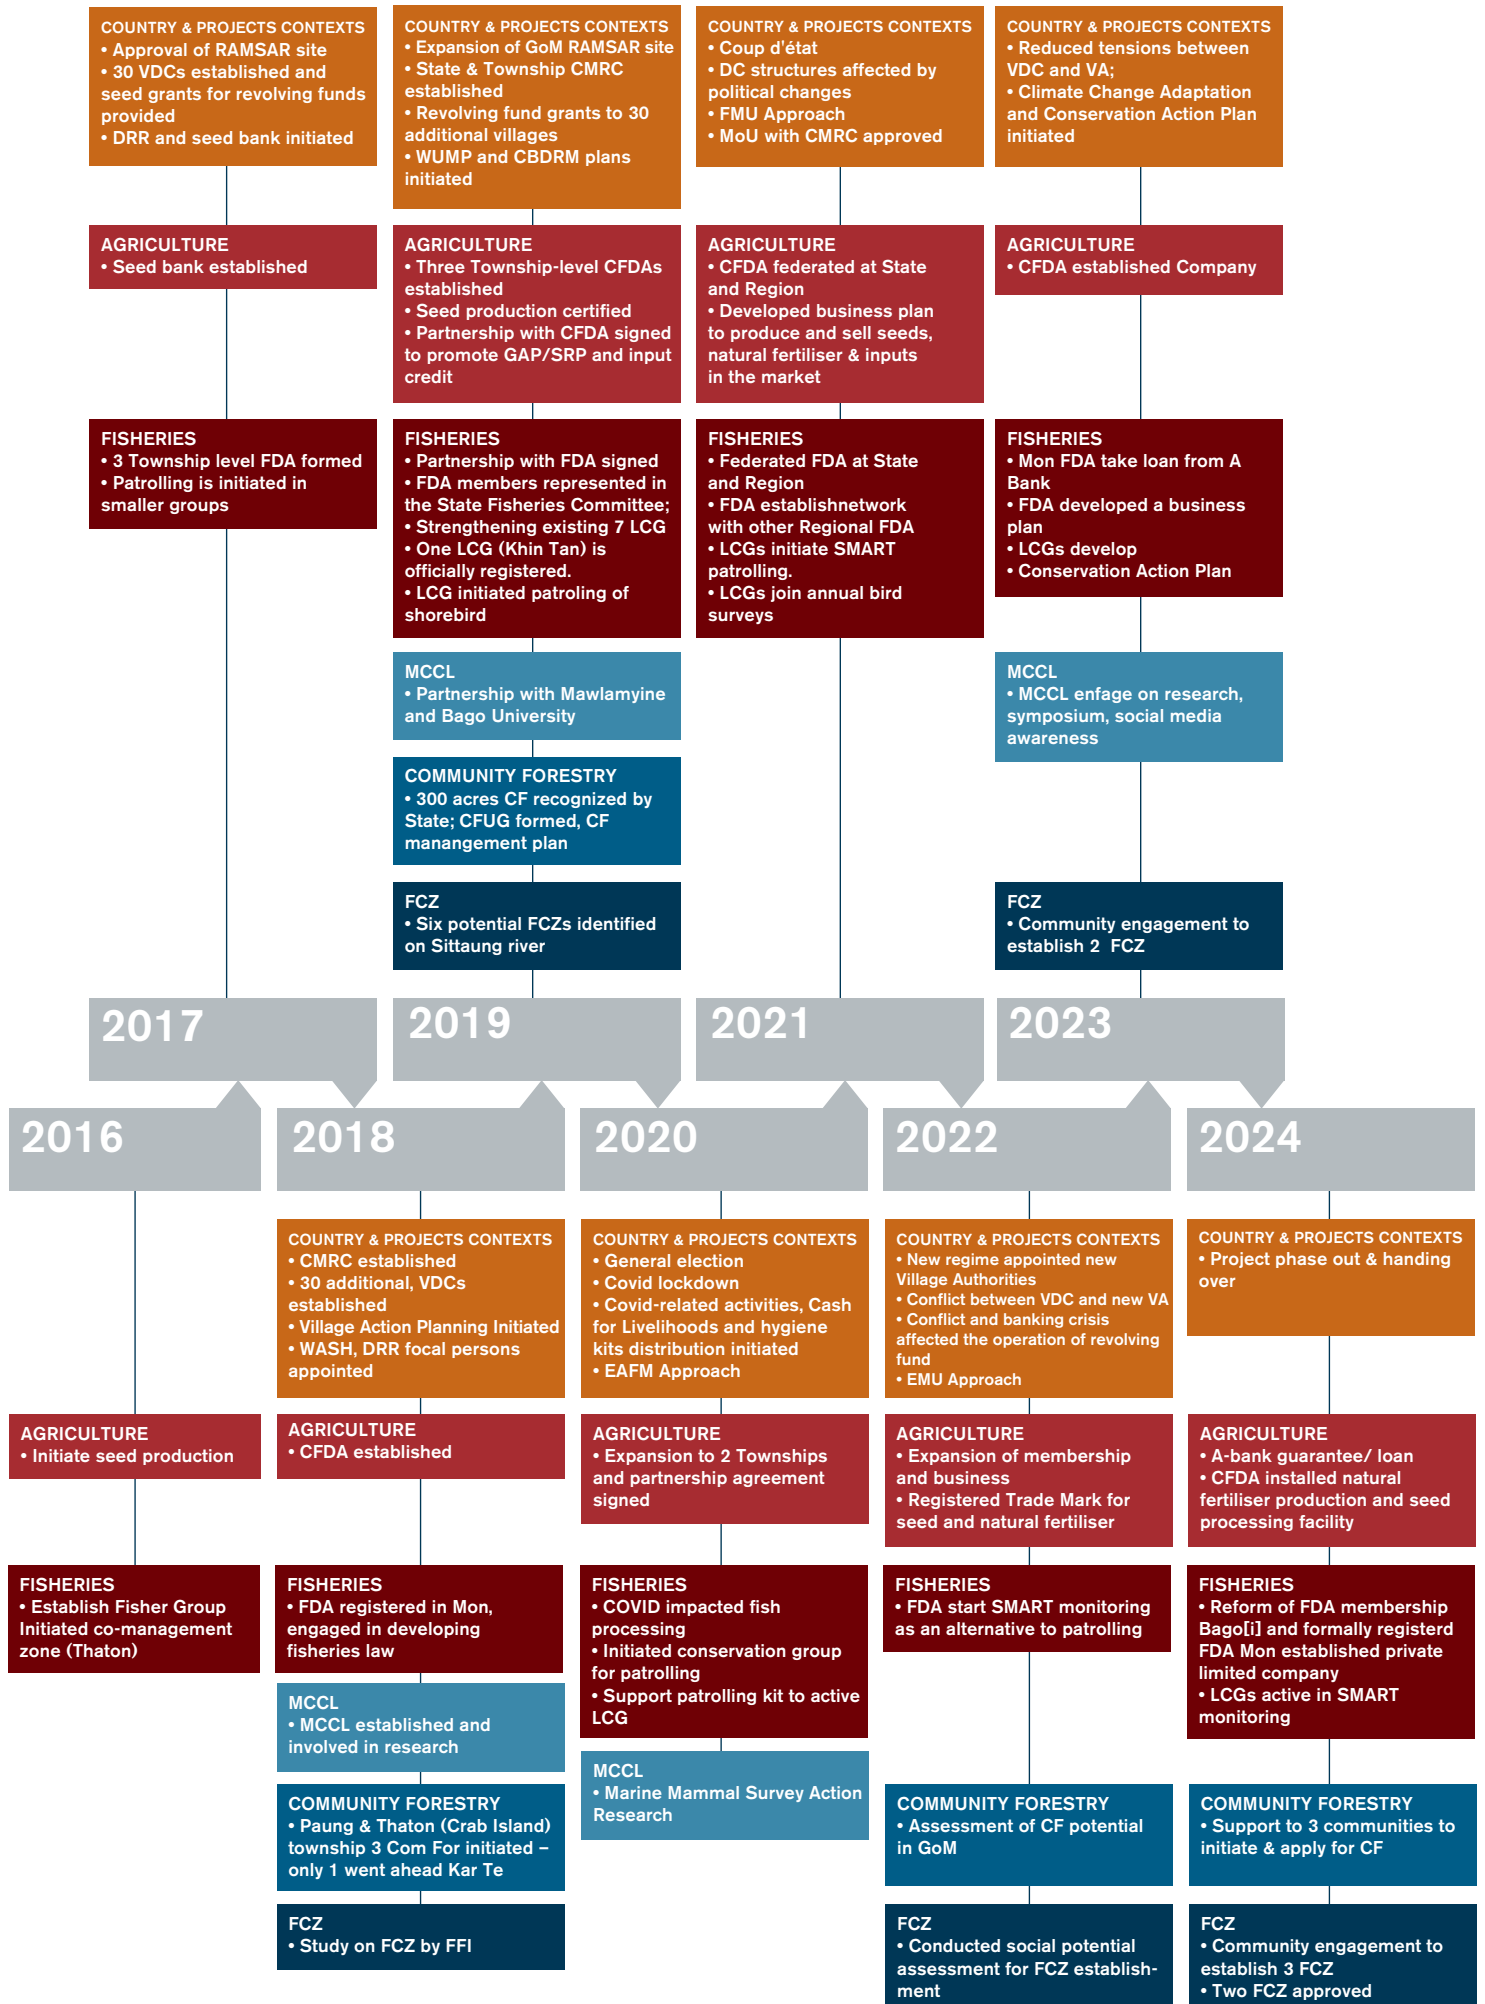 COUNTRY & PROJECTS CONTEXTS
• Approval of RAMSAR site
• 30 VDCs established and
seed grants for revolving funds
provided
• DRR and seed bank initiated
AGRICULTURE
• Seed bank established
FISHERIES
• 3 Township level FDA formed
• Patrolling is initiated in
smaller groups
2017
COUNTRY & PROJECTS CONTEXTS
• Expansion of GoM RAMSAR site
• State & Township CMRC
established
• Revolving fund grants to 30
additional villages
• WUMP and CBDRM plans
initiated
AGRICULTURE
• Three Township-level CFDAs
established
• Seed production certified
• Partnership with CFDA signed
to promote GAP/SRP and input
credit
FISHERIES
• Partnership with FDA signed
• FDA members represented in
the State Fisheries Committee;
• Strengthening existing 7 LCG
• One LCG (Khin Tan) is
officially registered.
• LCG initiated patroling of
shorebird
MCCL
• Partnership with Mawlamyine
and Bago University
COMMUNITY FORESTRY
• 300 acres CF recognized by
State; CFUG formed, CF
manangement plan
FCZ
• Six potential FCZs identified
on Sittaung river
2019
COUNTRY & PROJECTS CONTEXTS
• Coup d'état
• DC structures affected by
political changes
• FMU Approach
• MoU with CMRC approved
AGRICULTURE
• CFDA federated at State
and Region
• Developed business plan
to produce and sell seeds,
natural fertiliser & inputs
in the market
FISHERIES
• Federated FDA at State
and Region
• FDA establishnetwork
with other Regional FDA
• LCGs initiate SMART
patrolling.
• LCGs join annual bird
surveys
2021
COUNTRY & PROJECTS CONTEXTS
• Reduced tensions between
VDC and VA;
• Climate Change Adaptation
and Conservation Action Plan
initiated
AGRICULTURE
• CFDA established Company
FISHERIES
• Mon FDA take loan from A
Bank
• FDA developed a business
plan
• LCGs develop
• Conservation Action Plan
MCCL
• MCCL enfage on research,
symposium, social media
awareness
FCZ
• Community engagement to
establish 2 FCZ
2023
2016
AGRICULTURE
• Initiate seed production
FISHERIES
• Establish Fisher Group
Initiated co-management
zone (Thaton)
2018
COUNTRY & PROJECTS CONTEXTS
• CMRC established
• 30 additional, VDCs
established
• Village Action Planning Initiated
• WASH, DRR focal persons
appointed
AGRICULTURE
• CFDA established
FISHERIES
• FDA registered in Mon,
engaged in developing
fisheries law
MCCL
• MCCL established and
involved in research
COMMUNITY FORESTRY
• Paung & Thaton (Crab Island)
township 3 Com For initiated –
only 1 went ahead Kar Te
FCZ
• Study on FCZ by FFI
2020
COUNTRY & PROJECTS CONTEXTS
• General election
• Covid lockdown
• Covid-related activities, Cash
for Livelihoods and hygiene
kits distribution initiated
• EAFM Approach
AGRICULTURE
• Expansion to 2 Townships
and partnership agreement
signed
FISHERIES
• COVID impacted fish
processing
• Initiated conservation group
for patrolling
• Support patrolling kit to active
LCG
MCCL
• Marine Mammal Survey Action
Research
2022
COUNTRY & PROJECTS CONTEXTS
• New regime appointed new
Village Authorities
• Conflict between VDC and new VA
• Conflict and banking crisis
affected the operation of revolving
fund
• EMU Approach
AGRICULTURE
• Expansion of membership
and business
• Registered Trade Mark for
seed and natural fertiliser
FISHERIES
• FDA start SMART monitoring
as an alternative to patrolling
COMMUNITY FORESTRY
• Assessment of CF potential
in GoM
FCZ
• Conducted social potential
assessment for FCZ establish-
ment
2024
COUNTRY & PROJECTS CONTEXTS
• Project phase out & handing
over
AGRICULTURE
• A-bank guarantee/ loan
• CFDA installed natural
fertiliser production and seed
processing facility
FISHERIES
• Reform of FDA membership
Bago[i] and formally registerd
FDA Mon established private
limited company
• LCGs active in SMART
monitoring
COMMUNITY FORESTRY
• Support to 3 communities to
initiate & apply for CF
FCZ
• Community engagement to
establish 3 FCZ
• Two FCZ approved